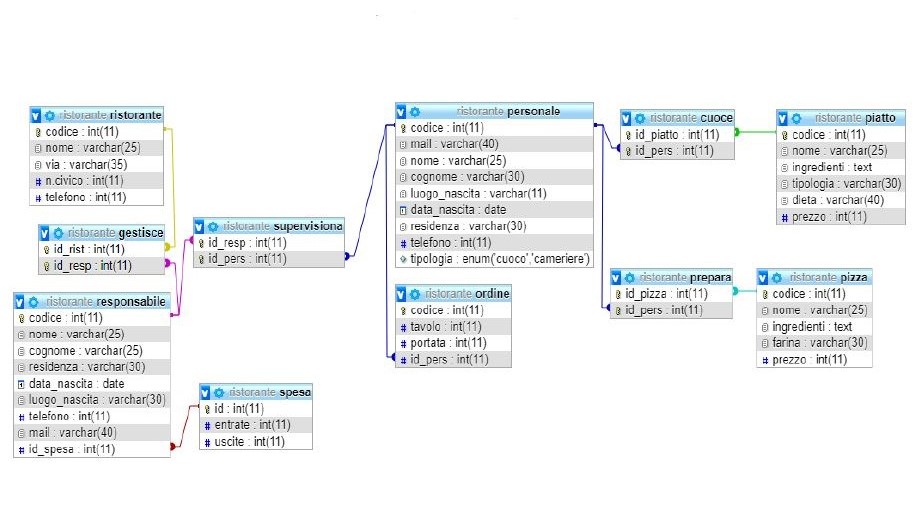 ristorante ristorante
codice : int(11)
nome : varchar(25)
via : varchar(35)
n.civico : int(11)
telefono : int(11)
ristorante gestisce
id_rist : int(11)
id_resp : int(11)
ristorante responsabile
codice : int(11)
nome : varchar(25)
cognome : varchar(25)
residenza : varchar(30)
data_nascita : date
luogo_nascita : varchar(30)
telefono : int(11)
mail : varchar(40)
id_spesa : int(11)
ristorante supervisiona
id_resp : int(11)
id_pers : int(11)
ristorante spesa
id : int(11)
entrate : int(11)
uscite : int(11)
ristorante personale
codice : int(11)
mail : varchar(40)
nome : varchar(25)
cognome : varchar(30)
luogo_nascita : varchar(11)
data_nascita : date
residenza : varchar(30)
telefono : int(11)
tipologia : enum('cuoco','cameriere')
ristorante ordine
codice : int(11)
tavolo : int(11)
portata : int(11)
id_pers : int(11)
ristorante cuoce
id_piatto : int(11)
id_pers : int(11)
ristorante prepara
id_pizza : int(11)
id_pers : int(11)
ristorante piatto
codice : int(11)
nome : varchar(25)
ingredienti : text
tipologia : varchar(30)
dieta : varchar(40)
prezzo : int(11)
ristorante pizza
codice : int(11)
nome : varchar(25)
ingredienti : text
farina : varchar(30)
prezzo : int(11)